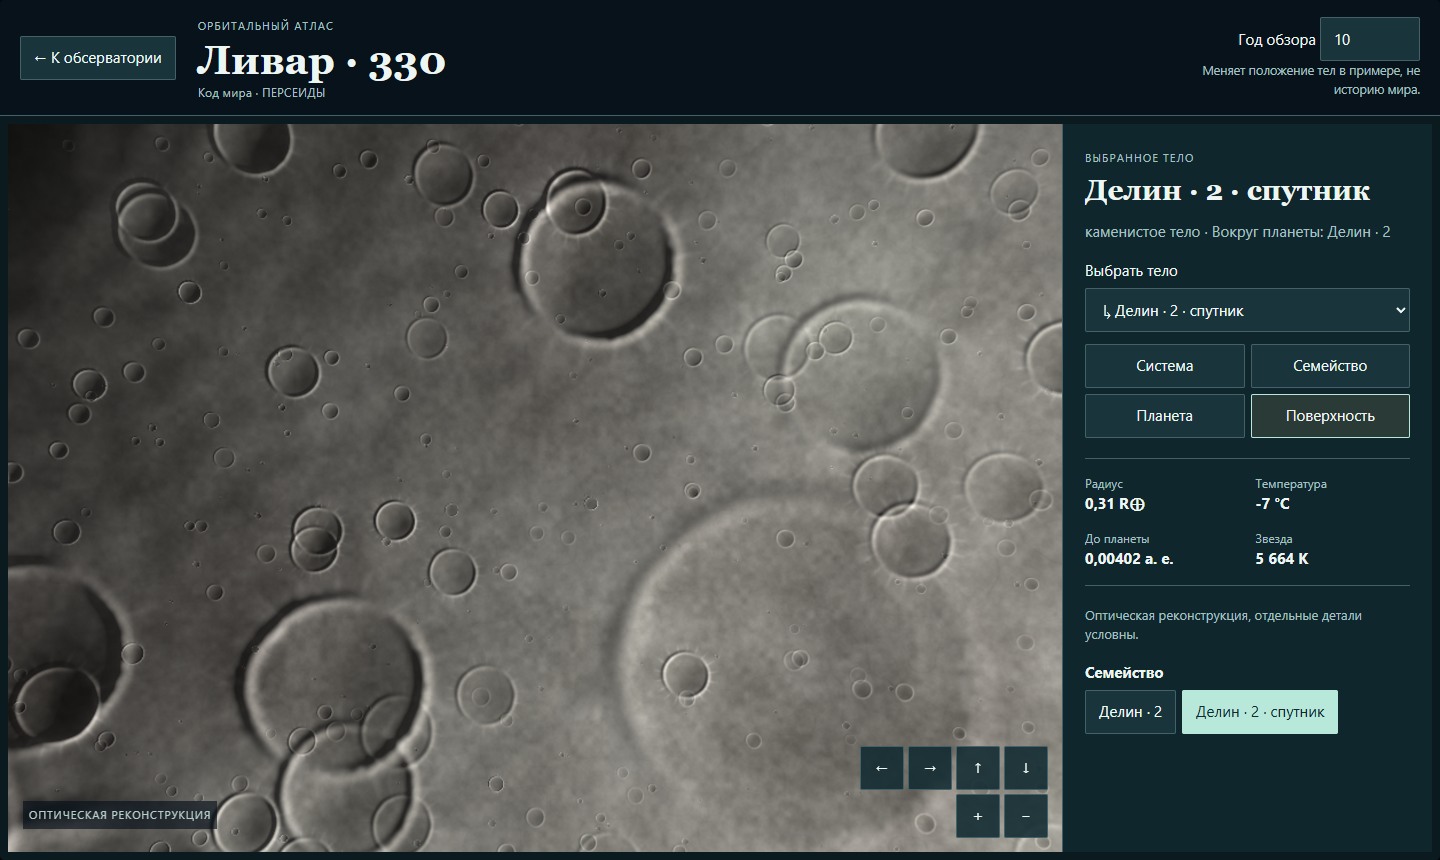 ← К обсерватории
ОРБИТАЛЬНЫЙ АТЛАС
Ливар · 330
Код мира · ПЕРСЕИДЫ
Год обзора 10
Меняет положение тел в примере, не
историю мира.
ВЫБРАННОЕ ТЕЛО
Делин · 2 · спутник
каменистое тело · Вокруг планеты: Делин · 2
Выбрать тело
↳ Делин · 2 · спутник
Система Семейство
Планета Поверхность
Радиус Температура
0,31 R⨁ -7 °C
До планеты Звезда
0,00402 а. е. 5 664 K
Оптическая реконструкция, отдельные детали
условны.
Семейство
Делин · 2 Делин · 2 · спутник
← → ↑ ↓
+ −
ОПТИЧЕСКАЯ РЕКОНСТРУКЦИЯ